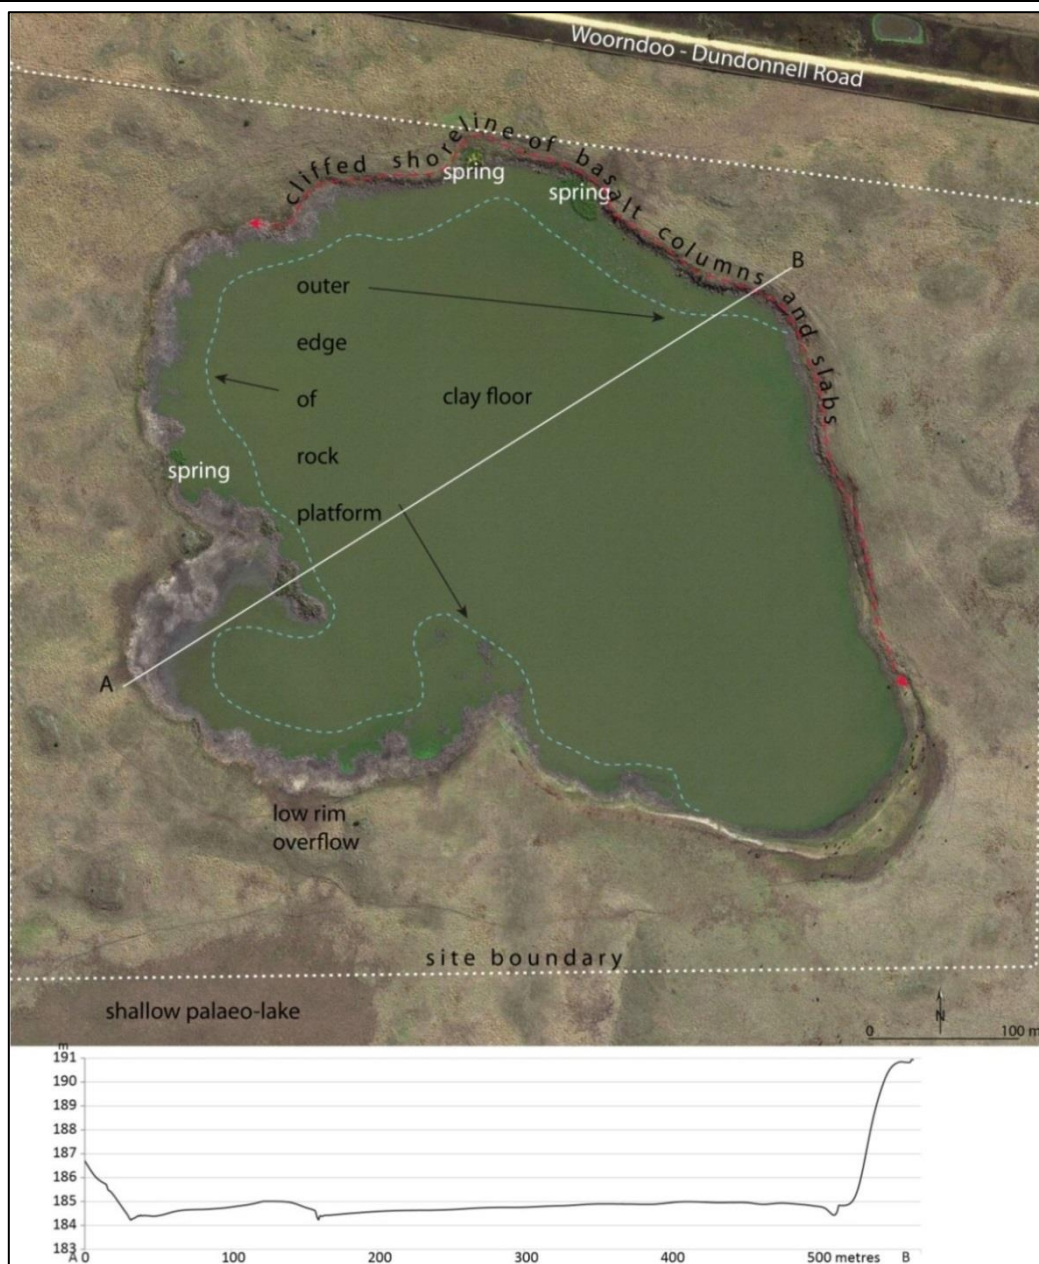 Woorndoo - Dundonnell Road
cliffed shoreline of basalt columns and slabs
spring
spring
B
outer
edge
of
rock
platform
clay floor
spring
A
low rim
overflow
site boundary
shallow palaeo-lake
N
0 100 m
m
191
190
189
188
187
186
185
184
183
A 0 100 200 300 400 500 metres B